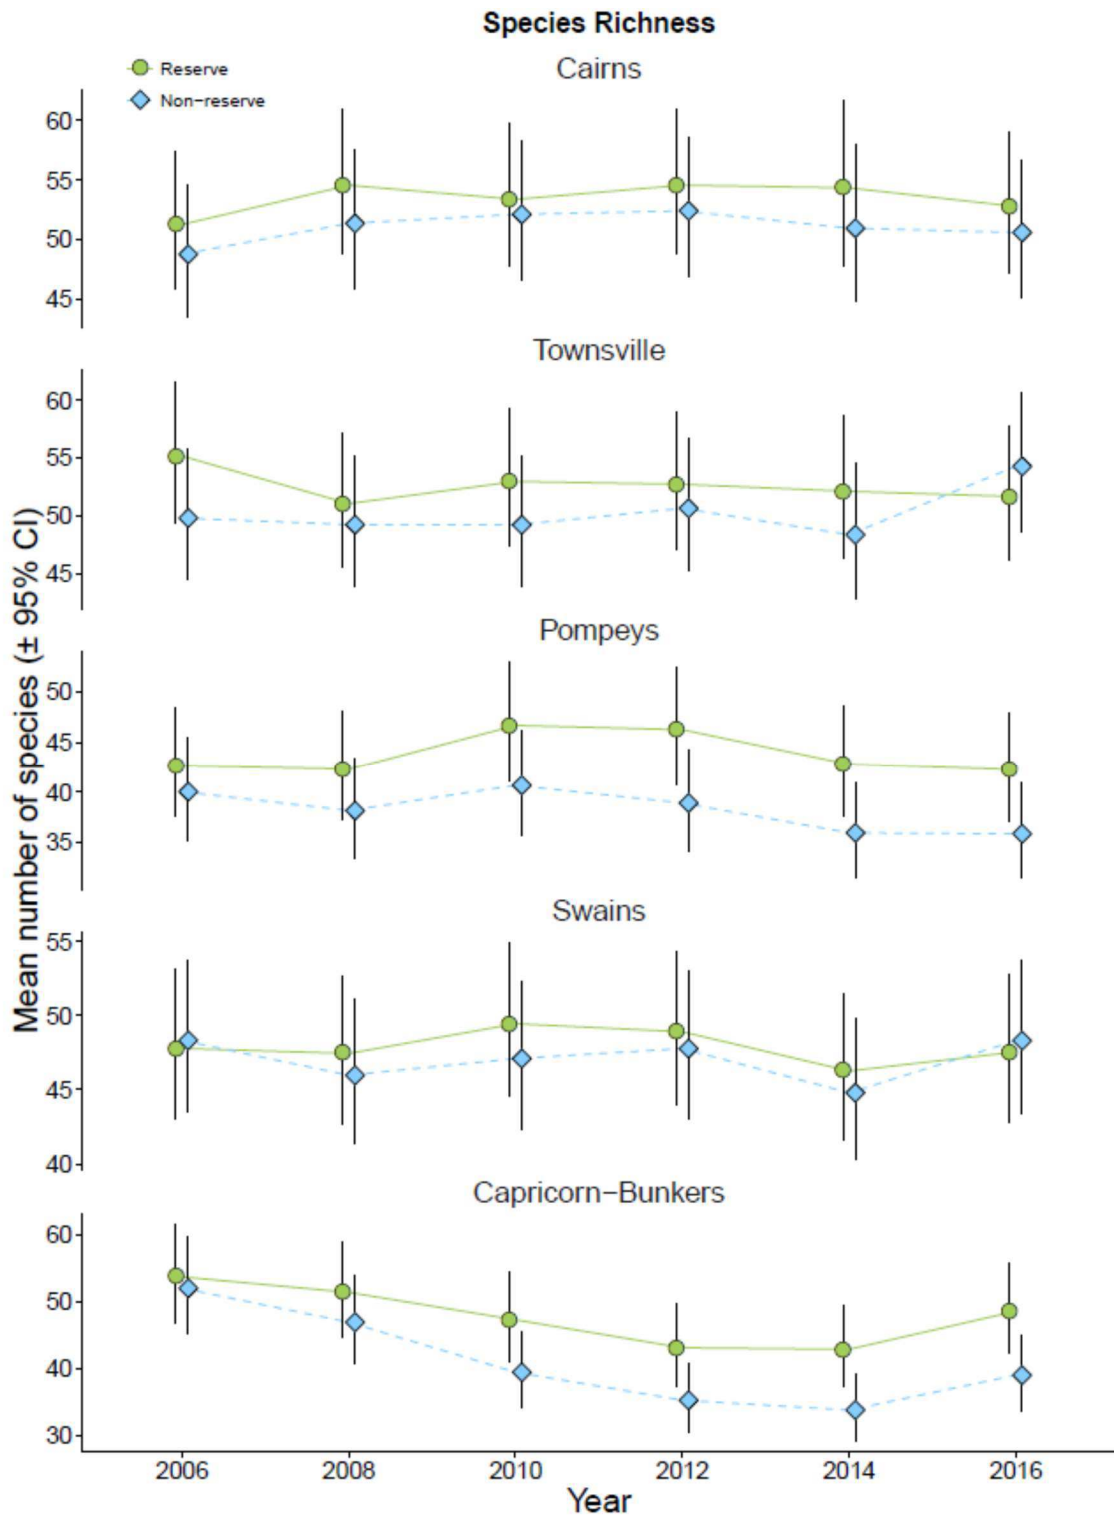 Species Richness
Reserve
Non-reserve
Cairns
60
55
50
45
Townsville
60
55
50
45
Pompeys
50
45
40
35
Swains
55
50
45
40
Capricorn-Bunkers
60
50
40
30
2006 2008 2010 2012 2014 2016
Year
Mean number of species (± 95% CI)